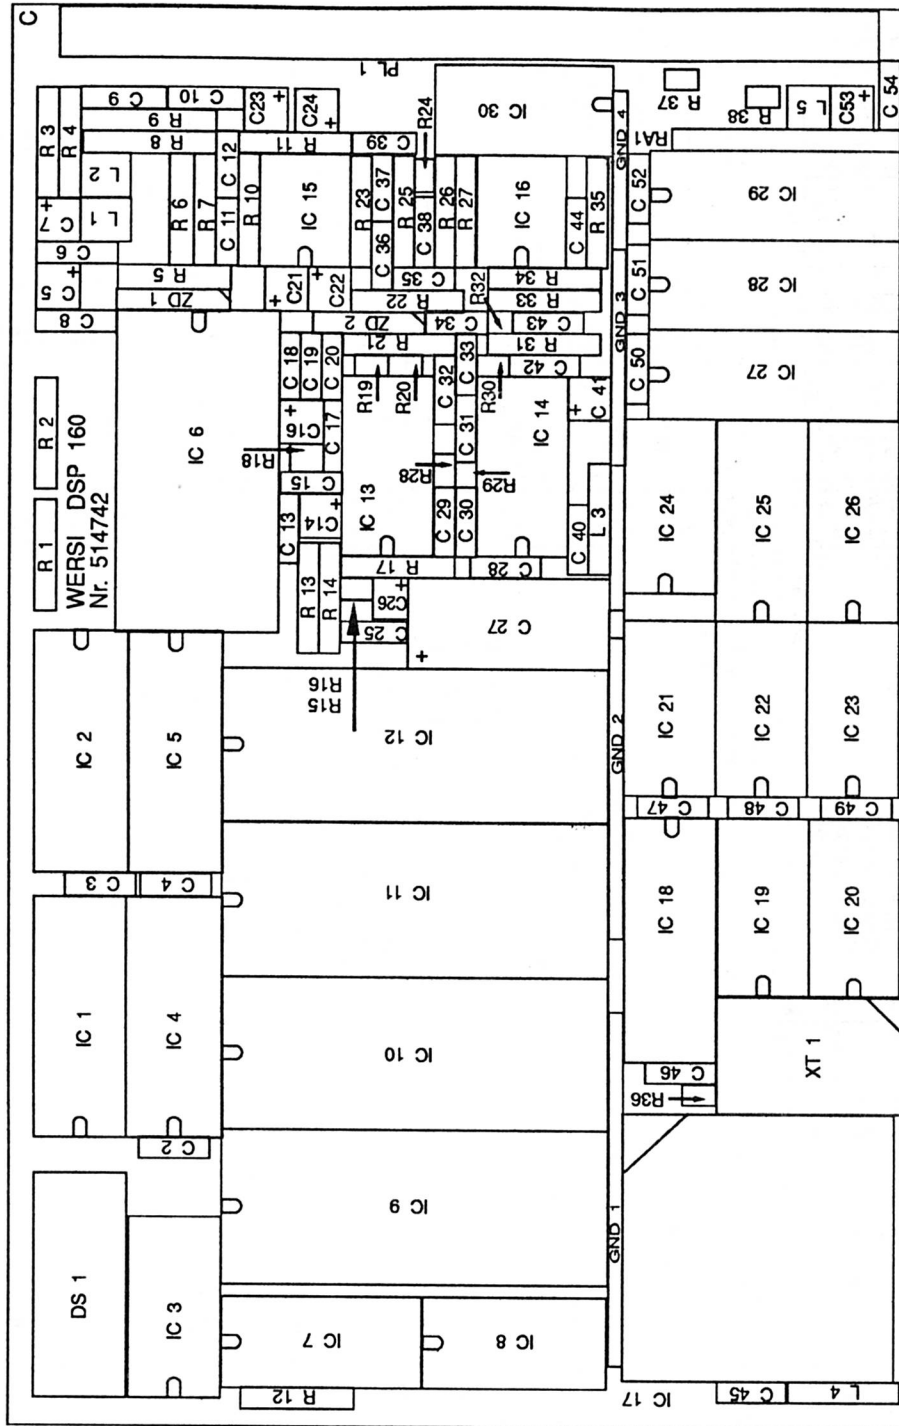 C
R 3
R 4
C 9
C 10
R 9
R 8
C23
C24
R 11
PL 1
C 39
R24
IC 30
R 37
R 38
L 5
C53
C 54
RA1
GND 4
C 7
L 2
L 1
C 6
R 6
R 7
C 12
C 11
R 10
IC 15
R 23
C 37
C 36
R 25
C 38
R 26
R 27
IC 16
C 44
R 35
C 52
IC 29
C 5
R 5
ZD 1
C21
C22
C 35
R 22
R32
R 34
R 33
C 51
IC 28
C 8
ZD 2
C 34
C 43
GND 3
R 21
R 31
C 18
C 19
C 20
R19
R20
C 32
C 33
R30
C 42
C 50
IC 27
R 2
R 1
WERSI DSP 160
Nr. 514742
IC 6
R18
C16
C 17
C 15
C 13
C14
IC 13
R28
C 31
R29
C 29
C 30
IC 14
C 41
C 40
L 3
IC 24
IC 25
IC 26
R 13
R 14
R 17
C 28
C26
C 25
C 27
R15
R16
IC 2
IC 5
IC 12
GND 2
IC 21
IC 22
IC 23
C 47
C 48
C 49
C 3
C 4
IC 11
IC 18
IC 19
IC 20
IC 1
IC 4
IC 10
C 46
R36
XT 1
C 2
IC 9
GND 1
DS 1
IC 3
IC 7
IC 8
R 12
IC 17
C 45
L 4